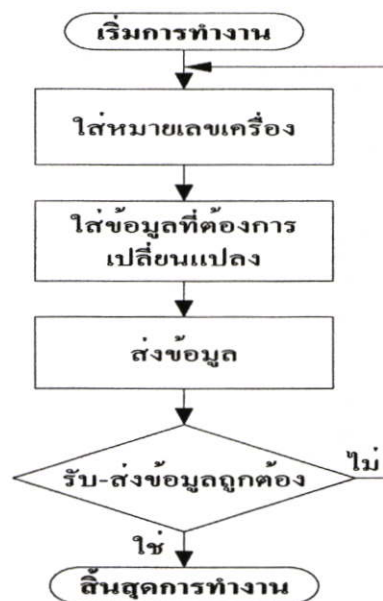 เริ่มการทำงาน
ใส่หมายเลขเครื่อง
ใส่ข้อมูลที่ต้องการ
เปลี่ยนแปลง
ส่งข้อมูล
รับ-ส่งข้อมูลถูกต้อง
ไม่
ใช่
สิ้นสุดการทำงาน